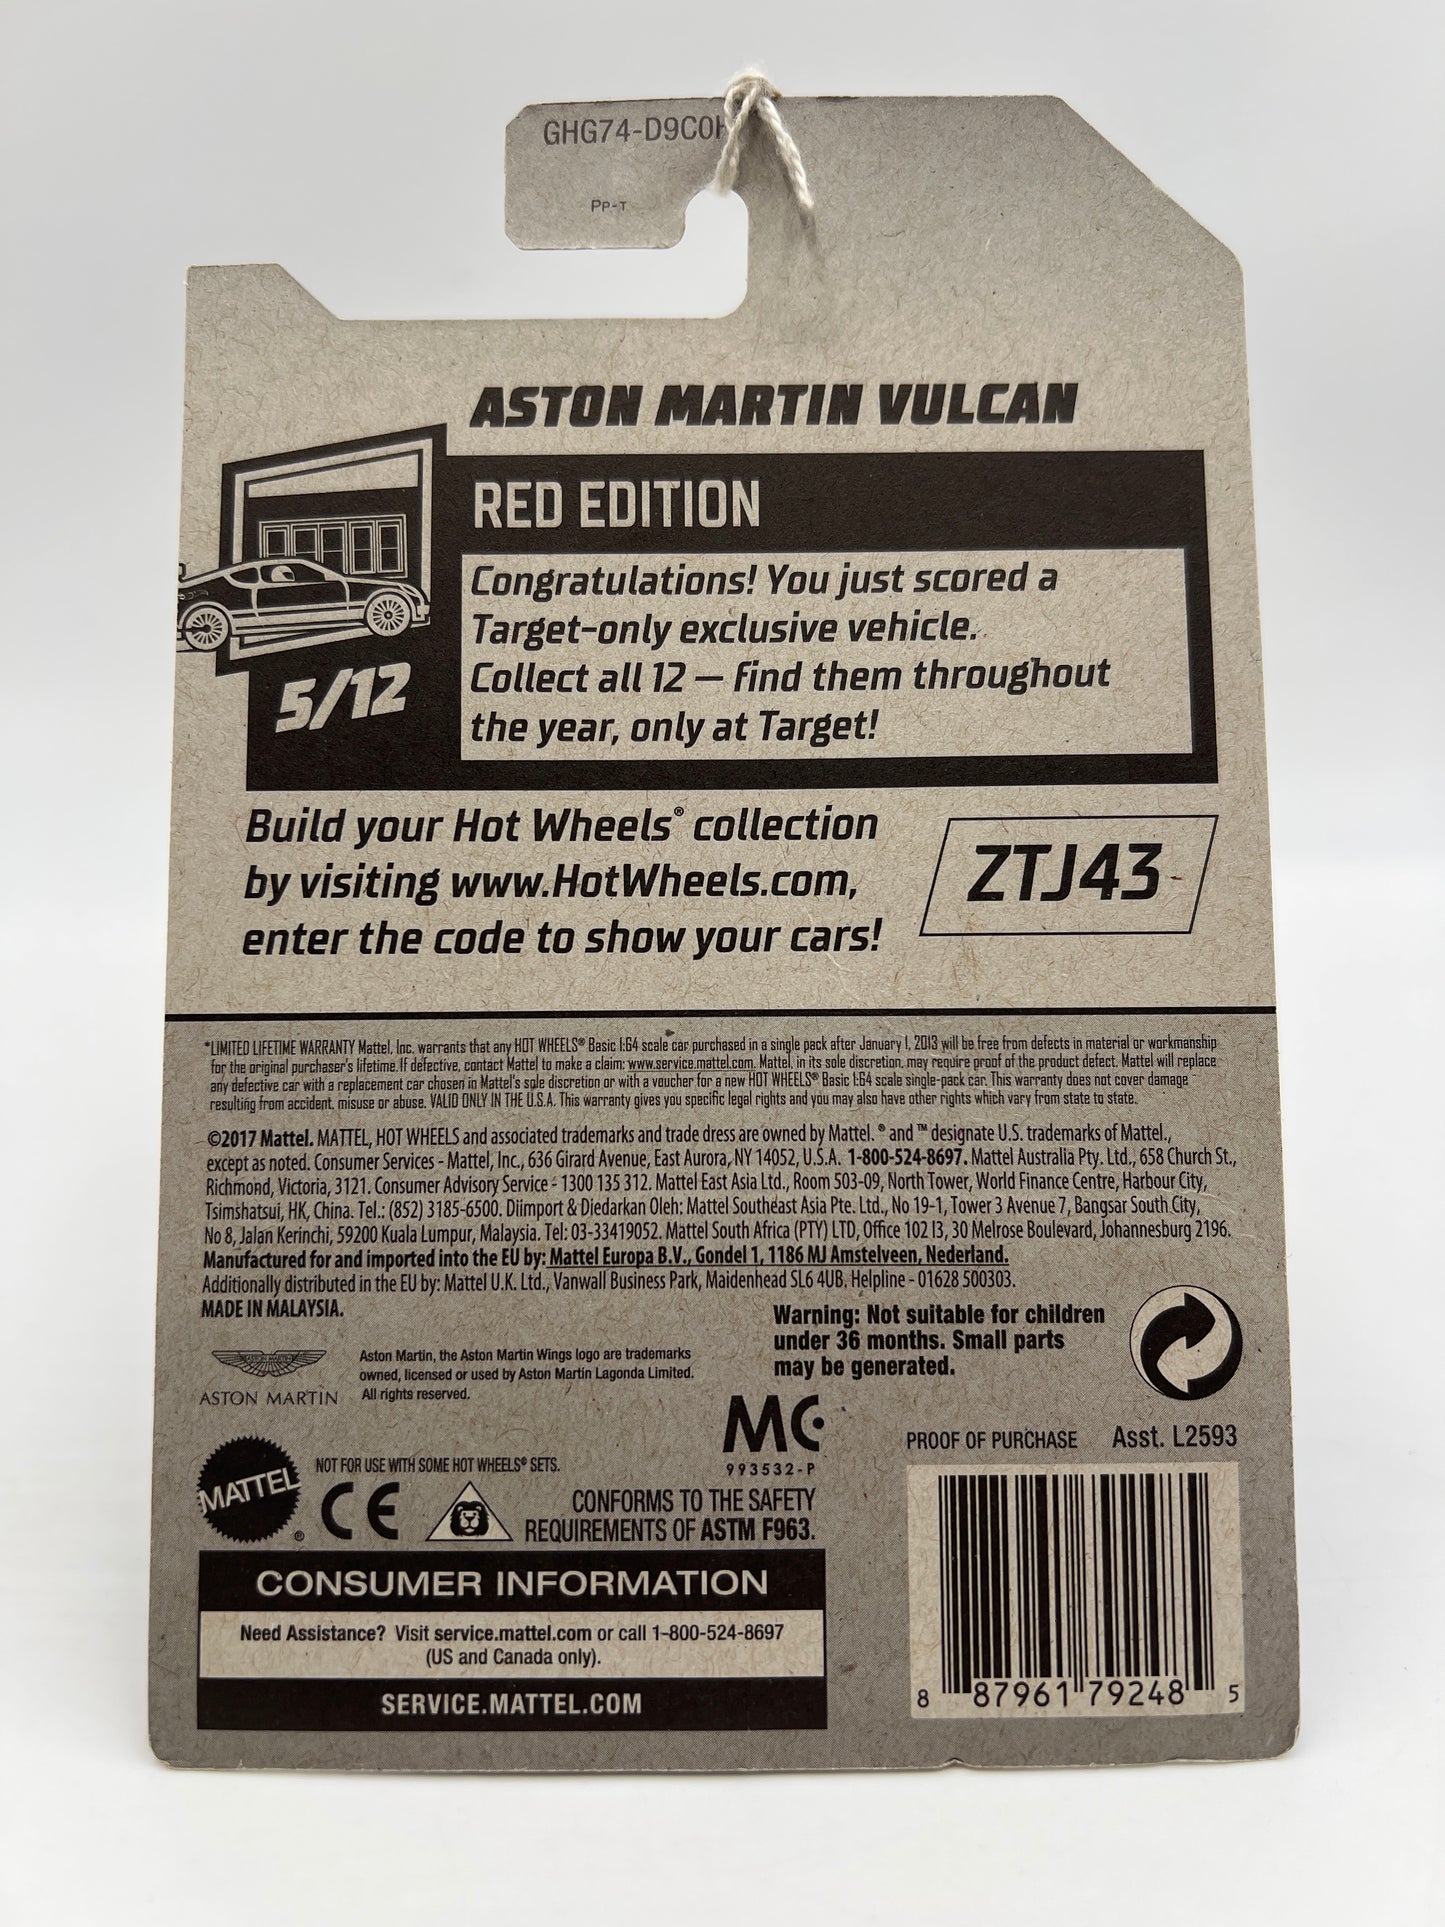 GHG74-D9C0
Pp-T
ASTON MARTIN VULCAN
RED EDITION
Congratulations! You just scored a
Target-only exclusive vehicle.
Collect all 12 – find them throughout
the year, only at Target!
5/12
Build your Hot Wheels® collection
by visiting www.HotWheels.com,
enter the code to show your cars!
ZTJ43
*LIMITED LIFETIME WARRANTY Mattel, Inc. warrants that any HOT WHEELS® Basic 1:64 scale car purchased in a single pack after January 1, 2013 will be free from defects in material or workmanship
for the original purchaser's lifetime. If defective, contact Mattel to make a claim: www.service.mattel.com. Mattel, in its sole discretion, may require proof of the product defect. Mattel will replace
any defective car with a replacement car chosen in Mattel's sole discretion or with a voucher for a new HOT WHEELS® Basic 1:64 scale single-pack car. This warranty does not cover damage
resulting from accident, misuse or abuse. VALID ONLY IN THE U.S.A. This warranty gives you specific legal rights and you may also have other rights which vary from state to state.
©2017 Mattel. MATTEL, HOT WHEELS and associated trademarks and trade dress are owned by Mattel. ® and ™ designate U.S. trademarks of Mattel.,
except as noted. Consumer Services - Mattel, Inc., 636 Girard Avenue, East Aurora, NY 14052, U.S.A. 1-800-524-8697. Mattel Australia Pty. Ltd., 658 Church St.,
Richmond, Victoria, 3121. Consumer Advisory Service - 1300 135 312. Mattel East Asia Ltd., Room 503-09, North Tower, World Finance Centre, Harbour City,
Tsimshatsui, HK, China. Tel.: (852) 3185-6500. Diimport & Diedarkan Oleh: Mattel Southeast Asia Pte. Ltd., No 19-1, Tower 3 Avenue 7, Bangsar South City,
No 8, Jalan Kerinchi, 59200 Kuala Lumpur, Malaysia. Tel: 03-33419052. Mattel South Africa (PTY) LTD, Office 102 I3, 30 Melrose Boulevard, Johannesburg 2196.
Manufactured for and imported into the EU by: Mattel Europa B.V., Gondel 1, 1186 MJ Amstelveen, Nederland.
Additionally distributed in the EU by: Mattel U.K. Ltd., Vanwall Business Park, Maidenhead SL6 4UB. Helpline - 01628 500303.
MADE IN MALAYSIA.
Warning: Not suitable for children
under 36 months. Small parts
may be generated.
ASTON MARTIN
ASTON MARTIN
Aston Martin, the Aston Martin Wings logo are trademarks
owned, licensed or used by Aston Martin Lagonda Limited.
All rights reserved.
MC
993532-P
PROOF OF PURCHASE Asst. L2593
MATTEL ®
NOT FOR USE WITH SOME HOT WHEELS® SETS.
CE
CONFORMS TO THE SAFETY
REQUIREMENTS OF ASTM F963.
CONSUMER INFORMATION
Need Assistance? Visit service.mattel.com or call 1-800-524-8697
(US and Canada only).
SERVICE.MATTEL.COM
8 87961 79248 5